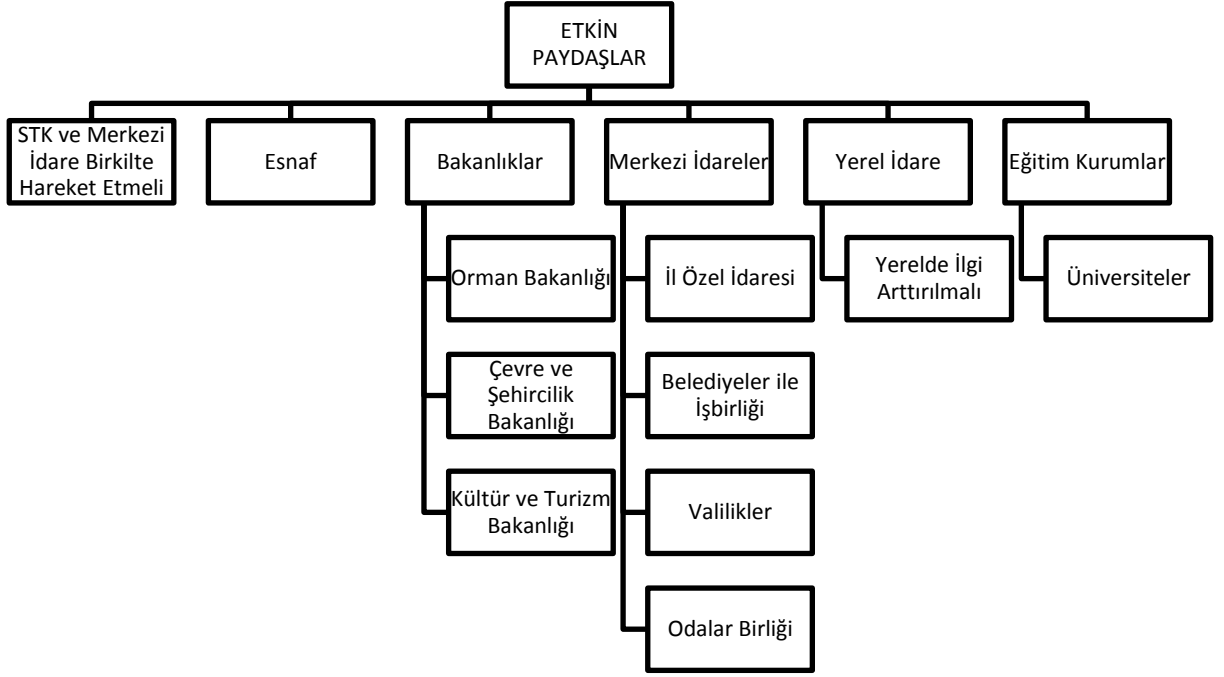 ETKİN
PAYDAŞLAR
STK ve Merkezi
İdare Birkilte
Hareket Etmeli
Esnaf
Bakanlıklar
Merkezi İdareler
Yerel İdare
Eğitim Kurumlar
Orman Bakanlığı
Çevre ve
Şehircilik
Bakanlığı
Kültür ve Turizm
Bakanlığı
İl Özel İdaresi
Belediyeler ile
İşbirliği
Valilikler
Odalar Birliği
Yerelde İlgi
Arttırılmalı
Üniversiteler